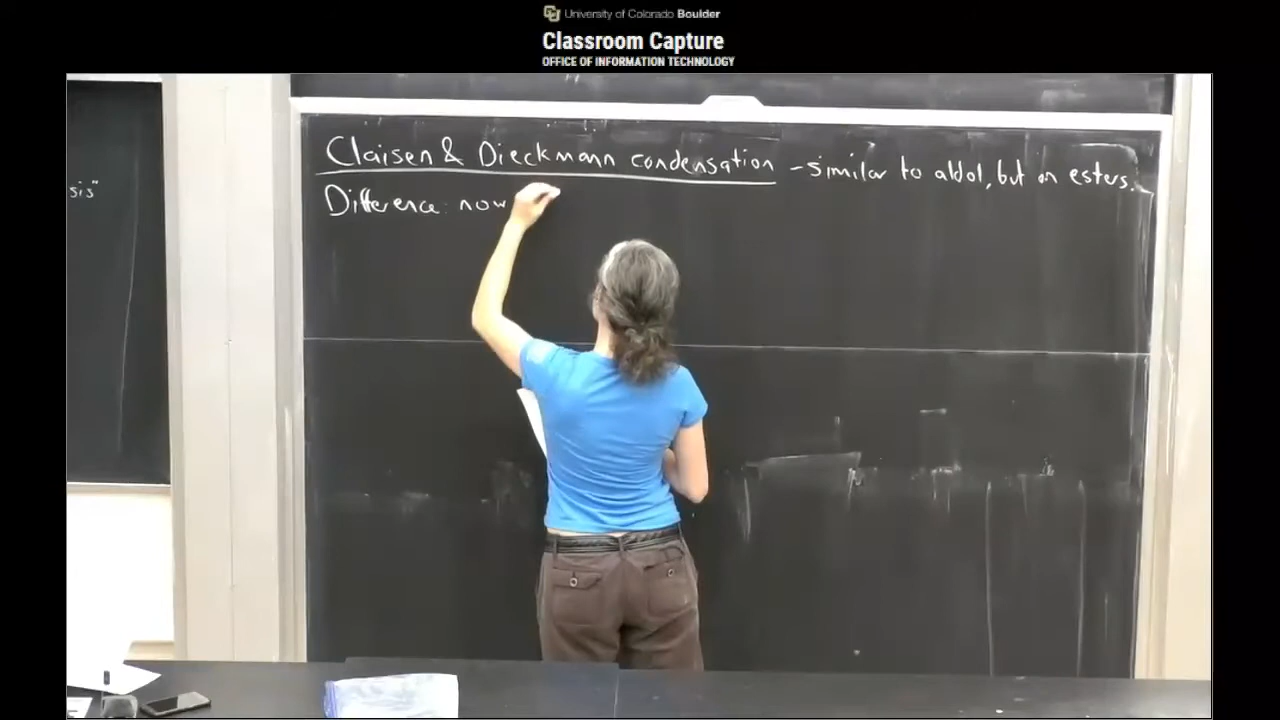 University of Colorado Boulder
Classroom Capture
OFFICE OF INFORMATION TECHNOLOGY
Claisen & Dieckmann condensation - similar to aldol, but on esters.
Difference: now
sis"